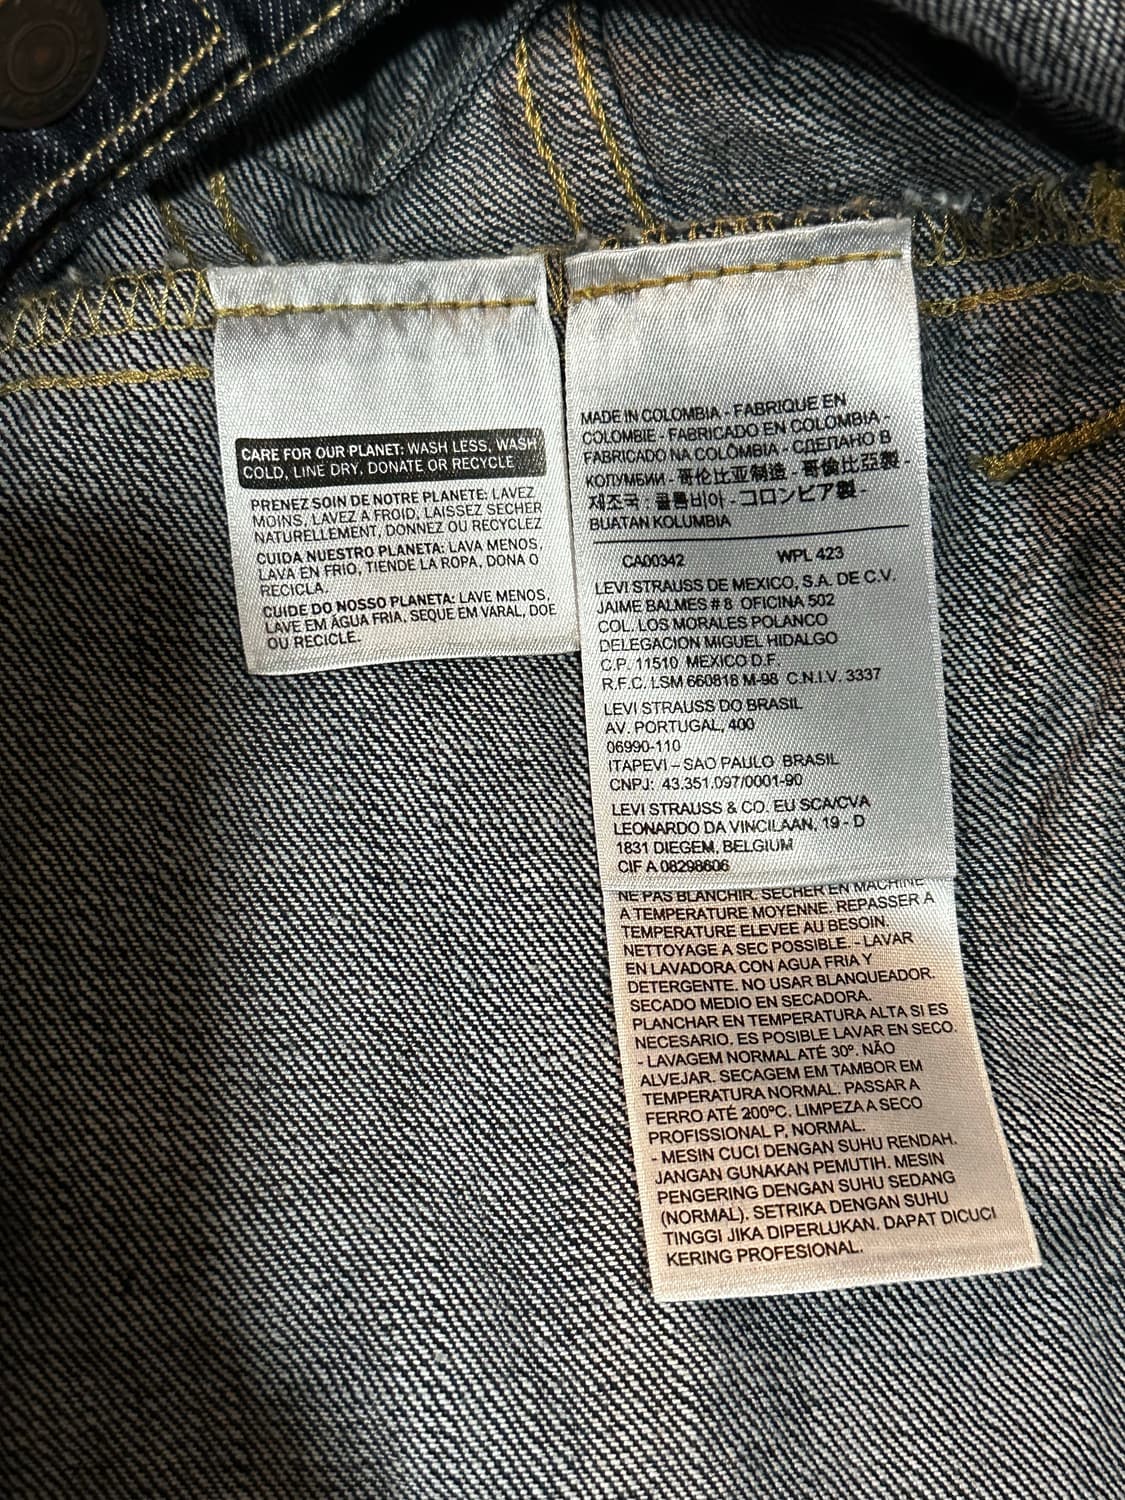 CARE FOR OUR PLANET: WASH LESS, WASH
COLD, LINE DRY, DONATE OR RECYCLE
PRENEZ SOIN DE NOTRE PLANETE: LAVEZ
MOINS, LAVEZ A FROID, LAISSEZ SECHER
NATURELLEMENT, DONNEZ OU RECYCLEZ
CUIDA NUESTRO PLANETA: LAVA MENOS,
LAVA EN FRIO, TIENDE LA ROPA, DONA O
RECICLA.
CUIDE DO NOSSO PLANETA: LAVE MENOS,
LAVE EM ÁGUA FRIA, SEQUE EM VARAL, DOE
OU RECICLE.
MADE IN COLOMBIA - FABRIQUE EN
COLOMBIE - FABRICADO EN COLOMBIA -
FABRICADO NA COLÔMBIA - СДЕЛАНО В
КОЛУМБИИ - 哥伦比亚制造 - 哥倫比亞製 -
제조국 : 콜롬비아 - コロンビア製 -
BUATAN KOLUMBIA
CA00342 WPL 423
LEVI STRAUSS DE MEXICO, S.A. DE C.V.
JAIME BALMES # 8 OFICINA 502
COL. LOS MORALES POLANCO
DELEGACION MIGUEL HIDALGO
C.P. 11510 MEXICO D.F.
R.F.C. LSM 660818 M-98 C.N.I.V. 3337
LEVI STRAUSS DO BRASIL
AV. PORTUGAL, 400
06990-110
ITAPEVI – SAO PAULO BRASIL
CNPJ: 43.351.097/0001-90
LEVI STRAUSS & CO. EU SCA/CVA
LEONARDO DA VINCILAAN, 19 - D
1831 DIEGEM, BELGIUM
CIF A 08298606
NE PAS BLANCHIR. SECHER EN MACHINE
A TEMPERATURE MOYENNE. REPASSER A
TEMPERATURE ELEVEE AU BESOIN.
NETTOYAGE A SEC POSSIBLE. - LAVAR
EN LAVADORA CON AGUA FRIA Y
DETERGENTE. NO USAR BLANQUEADOR.
SECADO MEDIO EN SECADORA.
PLANCHAR EN TEMPERATURA ALTA SI ES
NECESARIO. ES POSIBLE LAVAR EN SECO.
- LAVAGEM NORMAL ATÉ 30º. NÃO
ALVEJAR. SECAGEM EM TAMBOR EM
TEMPERATURA NORMAL. PASSAR A
FERRO ATÉ 200ºC. LIMPEZA A SECO
PROFISSIONAL P, NORMAL.
- MESIN CUCI DENGAN SUHU RENDAH.
JANGAN GUNAKAN PEMUTIH. MESIN
PENGERING DENGAN SUHU SEDANG
(NORMAL). SETRIKA DENGAN SUHU
TINGGI JIKA DIPERLUKAN. DAPAT DICUCI
KERING PROFESIONAL.